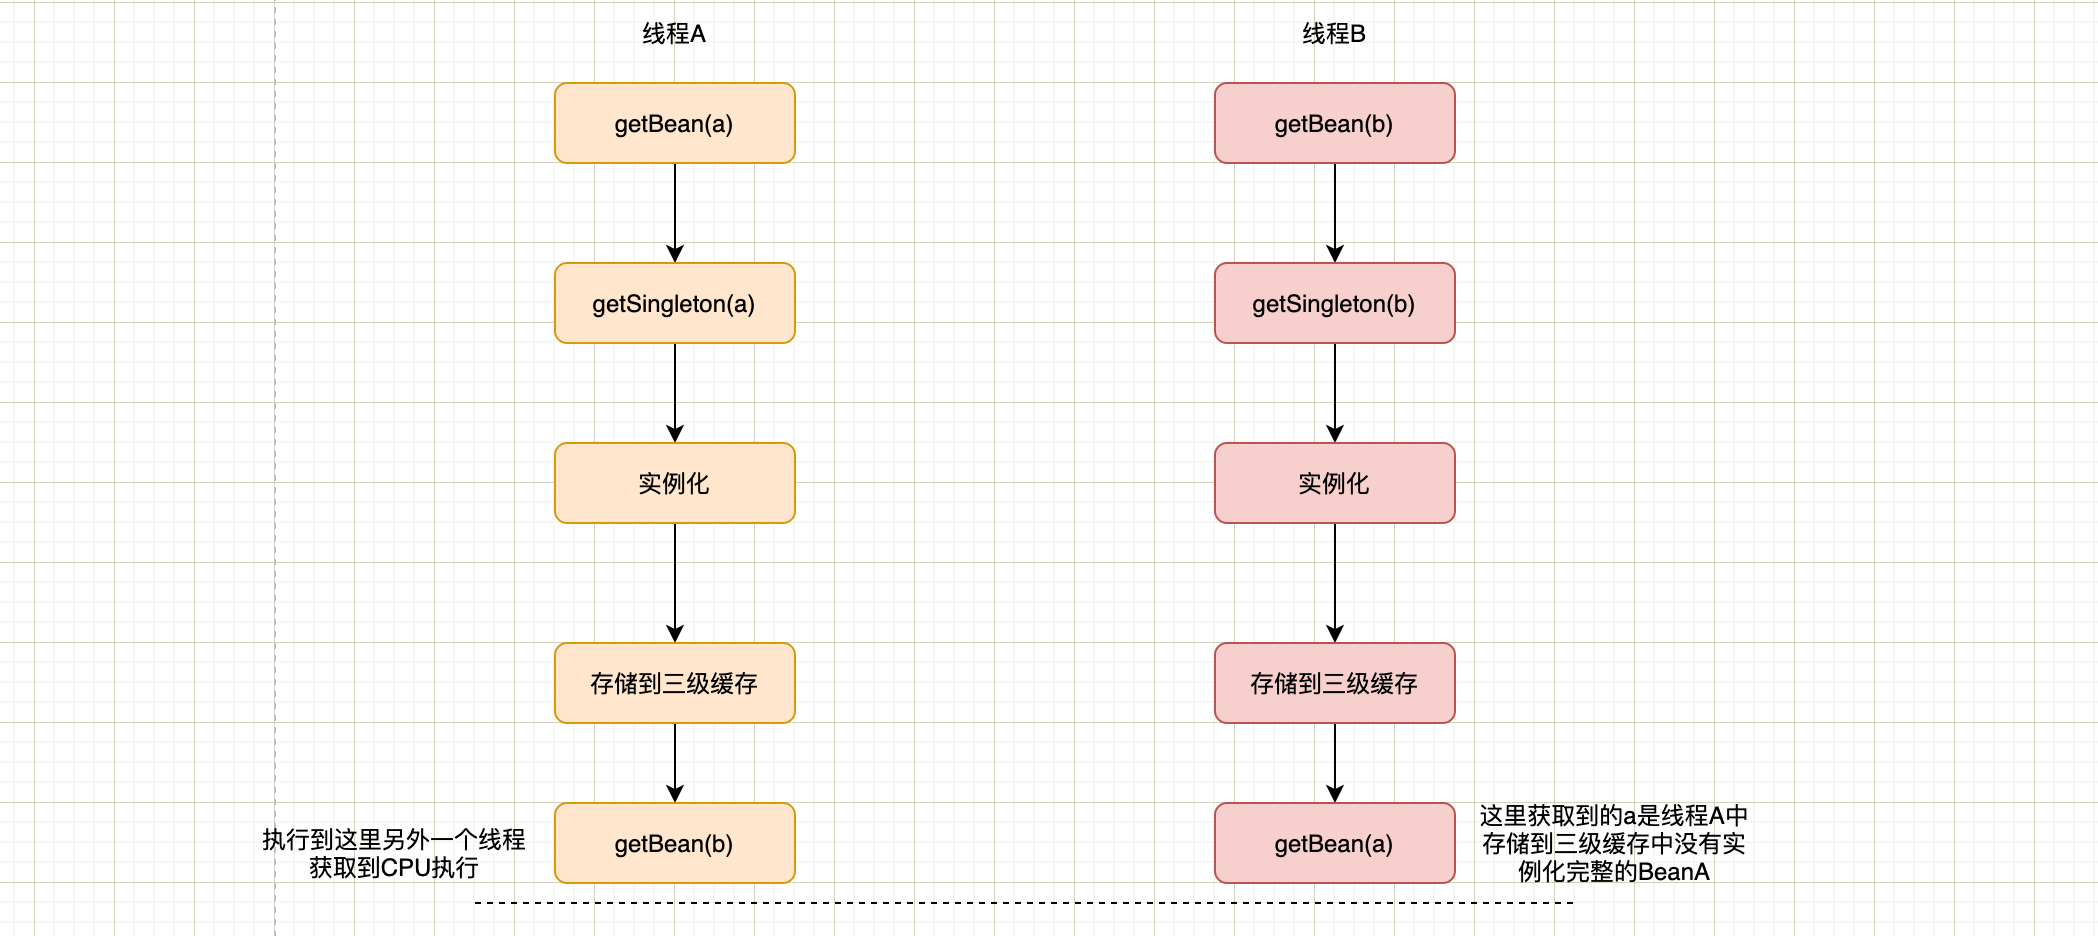 线程A
getBean(a)
getSingleton(a)
实例化
存储到三级缓存
getBean(b)
执行到这里另外一个线程
获取到CPU执行
线程B
getBean(b)
getSingleton(b)
实例化
存储到三级缓存
getBean(a)
这里获取到的a是线程A中
存储到三级缓存中没有实
例化完整的BeanA